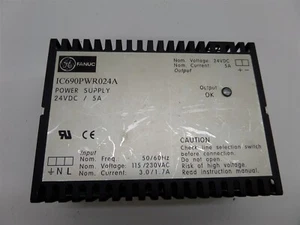 GE FANUC
IC690PWR024A
POWER SUPPLY
24VDC / 5A
Nom. Voltage 24VDC
Nom. Current 5A
Output + -
Output
OK
Input
Nom. Freq. 50/60Hz
Nom. Voltage 115/230VAC
Nom. Current 3.0/1.7A
N L
CAUTION
Check line selection switch
before connection.
Do not open.
Risk of high voltage.
Read instruction manual.